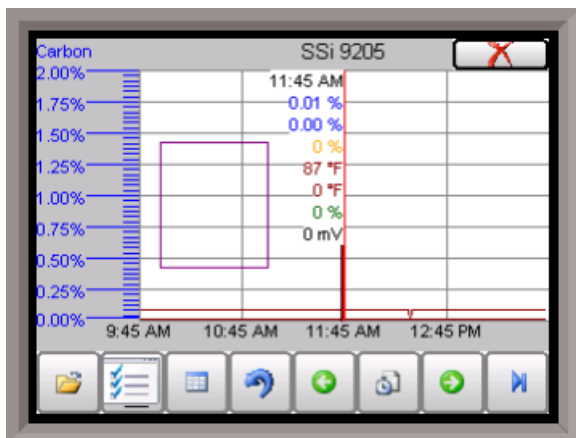 Carbon SSi 9205
2.00%
11:45 AM
0.01 %
1.75%
0.00 %
1.50%
0 %
1.25%
87 °F
1.00%
0 °F
0 %
0.75%
0 mV
0.50%
0.25%
0.00%
9:45 AM 10:45 AM 11:45 AM 12:45 PM